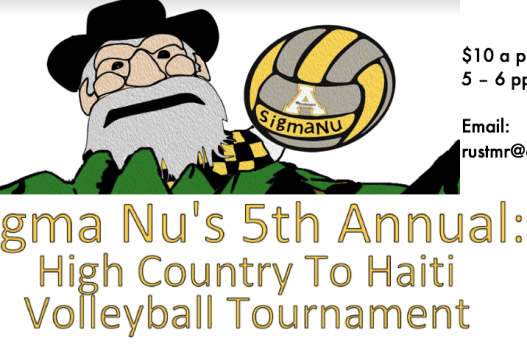 $10 a p
5 – 6 pp
Email:
rustmr@
A
SigmaNu
gma Nu's 5th Annual:
High Country To Haiti
Volleyball Tournament